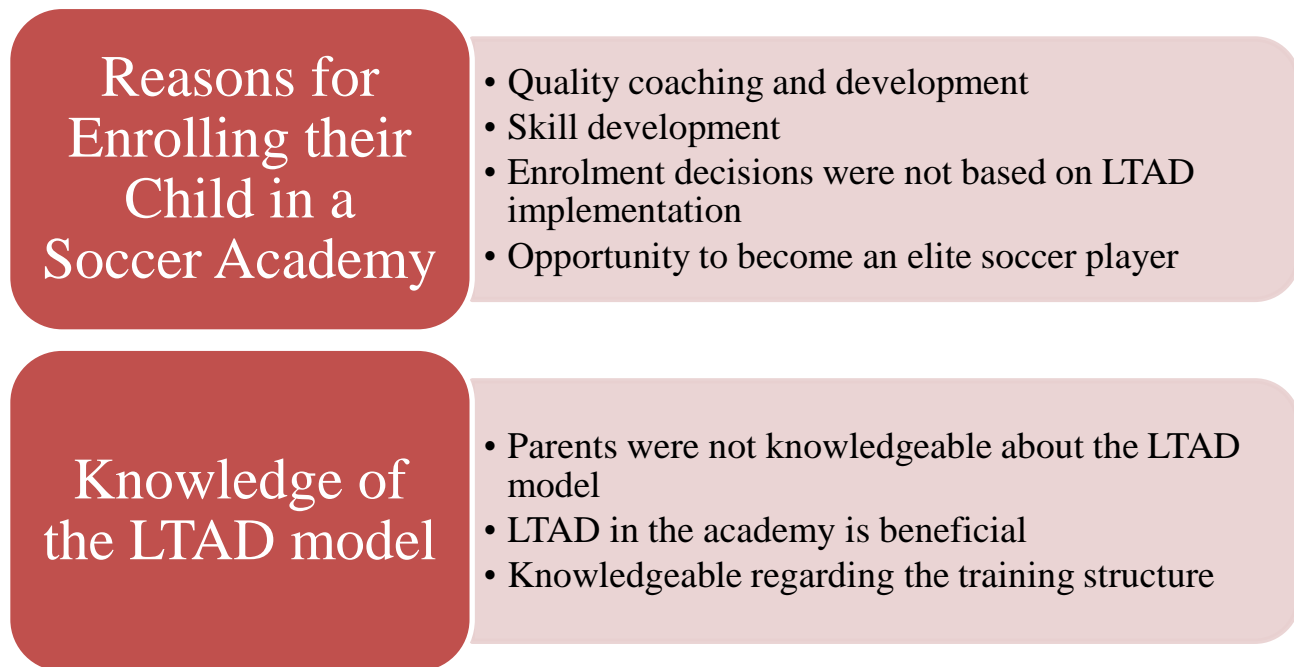 Reasons for
Enrolling their
Child in a
Soccer Academy
• Quality coaching and development
• Skill development
• Enrolment decisions were not based on LTAD
implementation
• Opportunity to become an elite soccer player
Knowledge of
the LTAD model
• Parents were not knowledgeable about the LTAD
model
• LTAD in the academy is beneficial
• Knowledgeable regarding the training structure